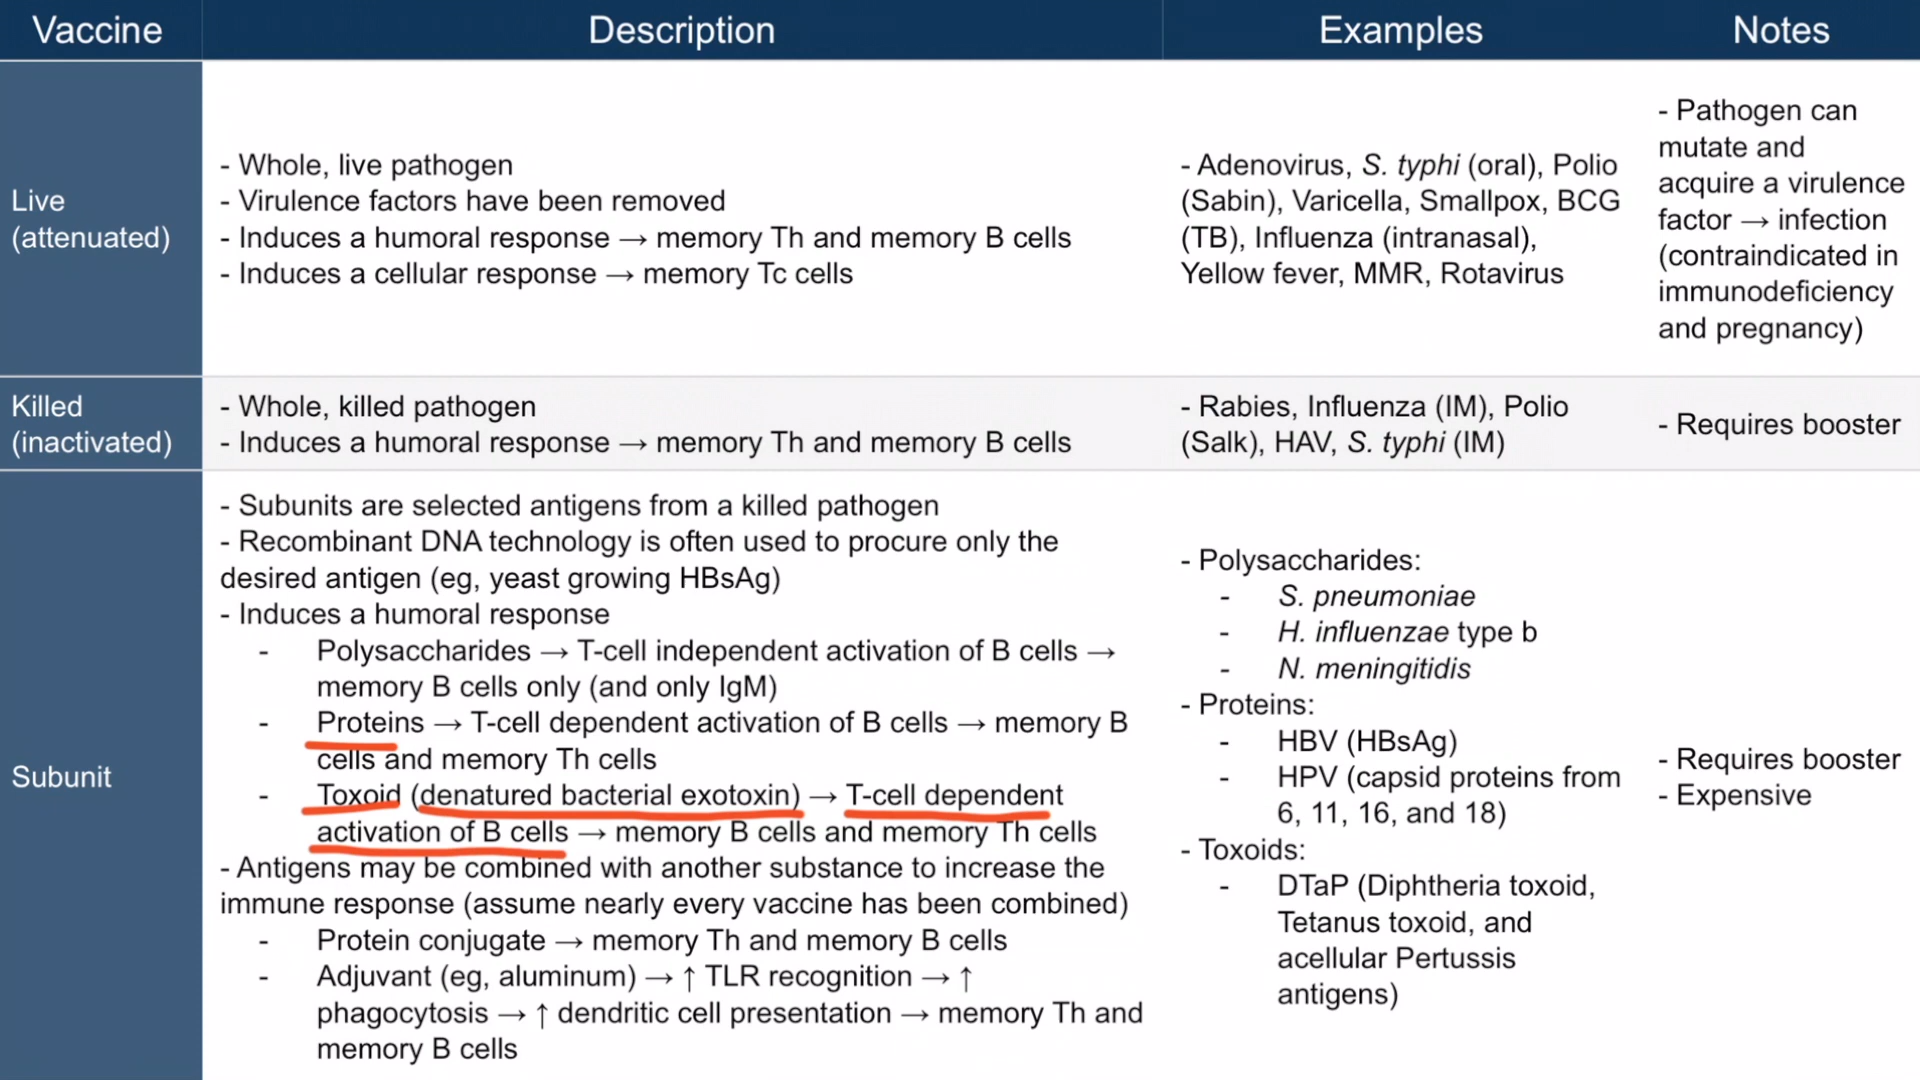 Vaccine
Description
Examples
Notes
Live
(attenuated)
- Whole, live pathogen
- Virulence factors have been removed
- Induces a humoral response → memory Th and memory B cells
- Induces a cellular response → memory Tc cells
- Adenovirus, S. typhi (oral), Polio
(Sabin), Varicella, Smallpox, BCG
(TB), Influenza (intranasal),
Yellow fever, MMR, Rotavirus
- Pathogen can
mutate and
acquire a virulence
factor → infection
(contraindicated in
immunodeficiency
and pregnancy)
Killed
(inactivated)
- Whole, killed pathogen
- Induces a humoral response → memory Th and memory B cells
- Rabies, Influenza (IM), Polio
(Salk), HAV, S. typhi (IM)
- Requires booster
Subunit
- Subunits are selected antigens from a killed pathogen
- Recombinant DNA technology is often used to procure only the
desired antigen (eg, yeast growing HBsAg)
- Induces a humoral response
- Polysaccharides → T-cell independent activation of B cells →
memory B cells only (and only IgM)
- Proteins → T-cell dependent activation of B cells → memory B
cells and memory Th cells
- Toxoid (denatured bacterial exotoxin) → T-cell dependent
activation of B cells → memory B cells and memory Th cells
- Antigens may be combined with another substance to increase the
immune response (assume nearly every vaccine has been combined)
- Protein conjugate → memory Th and memory B cells
- Adjuvant (eg, aluminum) → ↑ TLR recognition → ↑
phagocytosis → ↑ dendritic cell presentation → memory Th and
memory B cells
- Polysaccharides:
- S. pneumoniae
- H. influenzae type b
- N. meningitidis
- Proteins:
- HBV (HBsAg)
- HPV (capsid proteins from
6, 11, 16, and 18)
- Toxoids:
- DTaP (Diphtheria toxoid,
Tetanus toxoid, and
acellular Pertussis
antigens)
- Requires booster
- Expensive